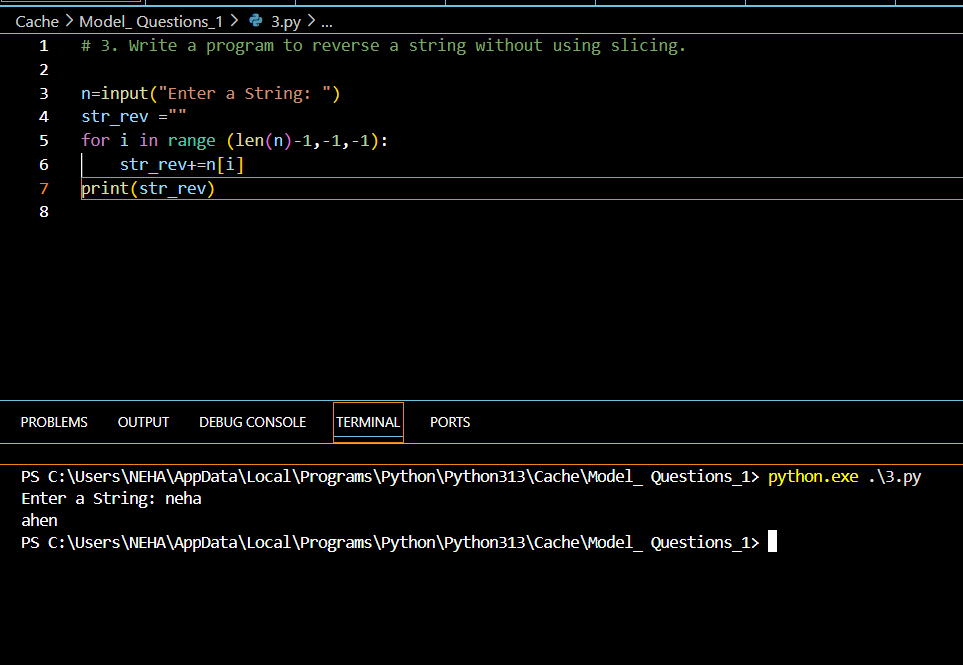 Cache > Model_ Questions_1 > 3.py > ...
1 # 3. Write a program to reverse a string without using slicing.
2
3 n=input("Enter a String: ")
4 str_rev =""
5 for i in range (len(n)-1,-1,-1):
6     str_rev+=n[i]
7 print(str_rev)
8
PROBLEMS OUTPUT DEBUG CONSOLE TERMINAL PORTS
PS C:\Users\NEHA\AppData\Local\Programs\Python\Python313\Cache\Model_ Questions_1> python.exe .\3.py
Enter a String: neha
ahen
PS C:\Users\NEHA\AppData\Local\Programs\Python\Python313\Cache\Model_ Questions_1>